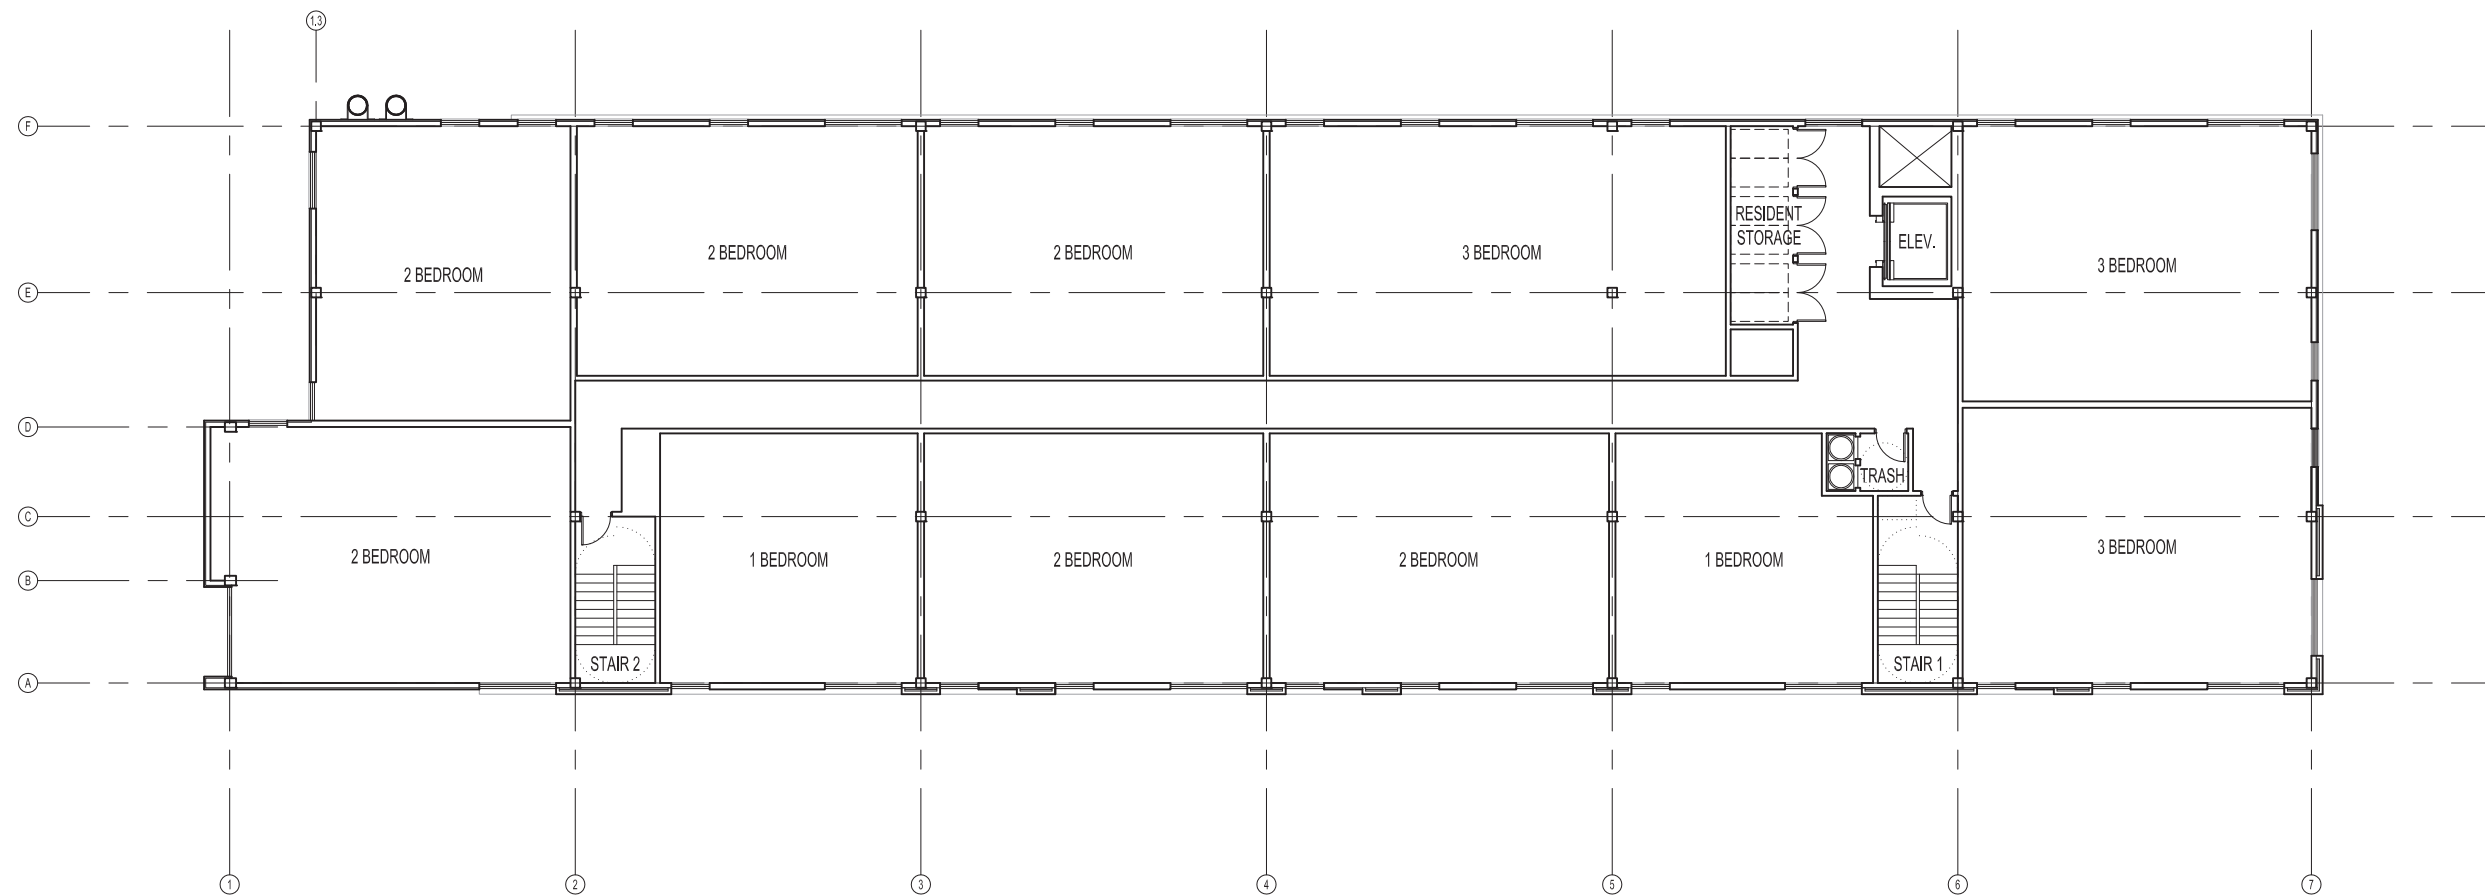 1.3
F
2 BEDROOM
2 BEDROOM
2 BEDROOM
3 BEDROOM
RESIDENT
STORAGE
ELEV.
3 BEDROOM
E
D
C
B
A
2 BEDROOM
STAIR 2
1 BEDROOM
2 BEDROOM
2 BEDROOM
1 BEDROOM
TRASH
STAIR 1
3 BEDROOM
1
2
3
4
5
6
7